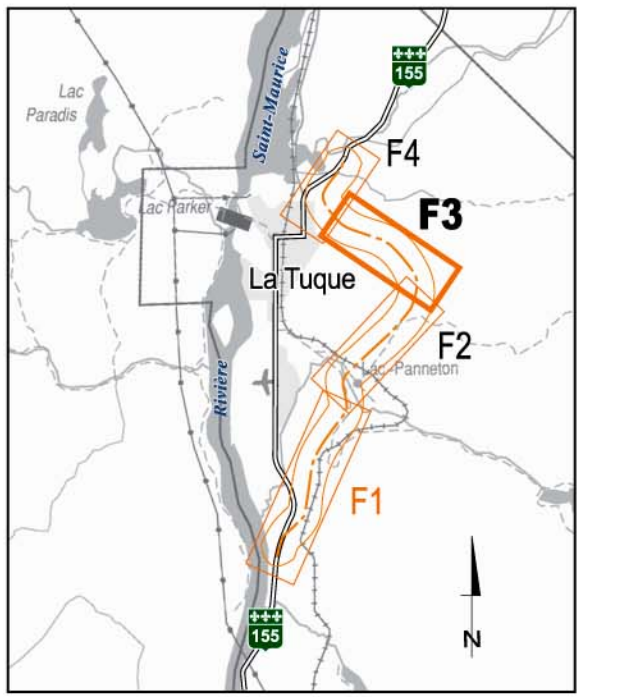 Saint-Maurice
155
Lac
Paradis
F4
Lac Parker
F3
La Tuque
F2
Lac Panneton
Rivière
F1
155
N